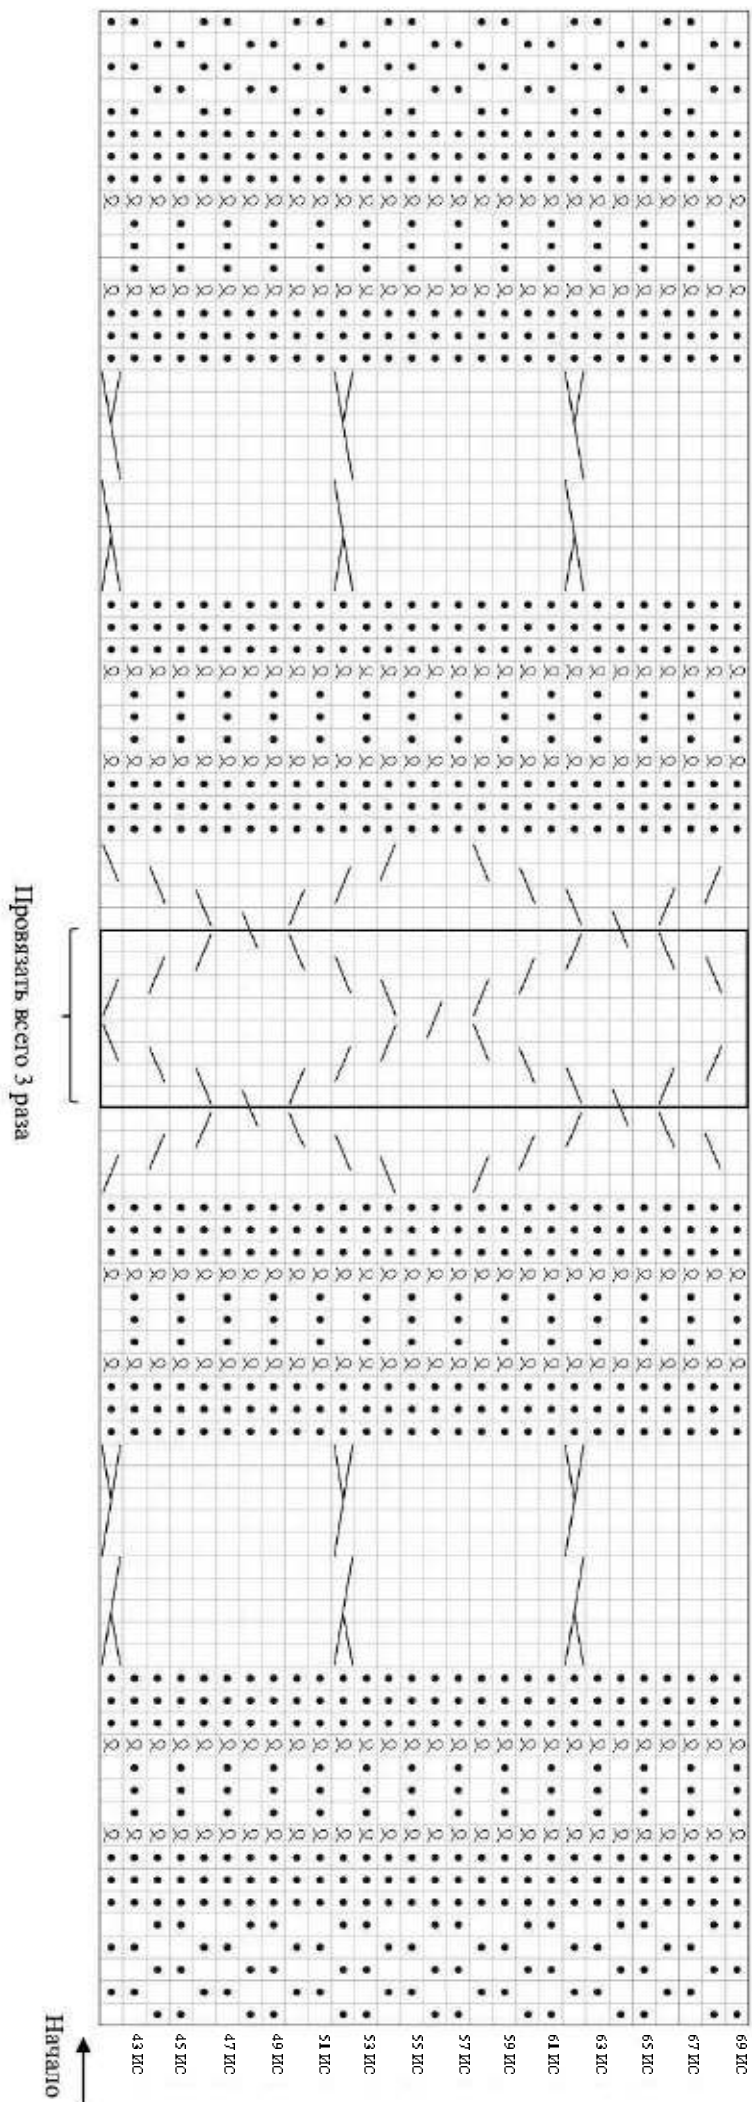 69 ИС
67 ИС
65 ИС
63 ИС
61 ИС
59 ИС
57 ИС
55 ИС
53 ИС
51 ИС
49 ИС
47 ИС
45 ИС
43 ИС
Провязать всего 3 раза
Начало